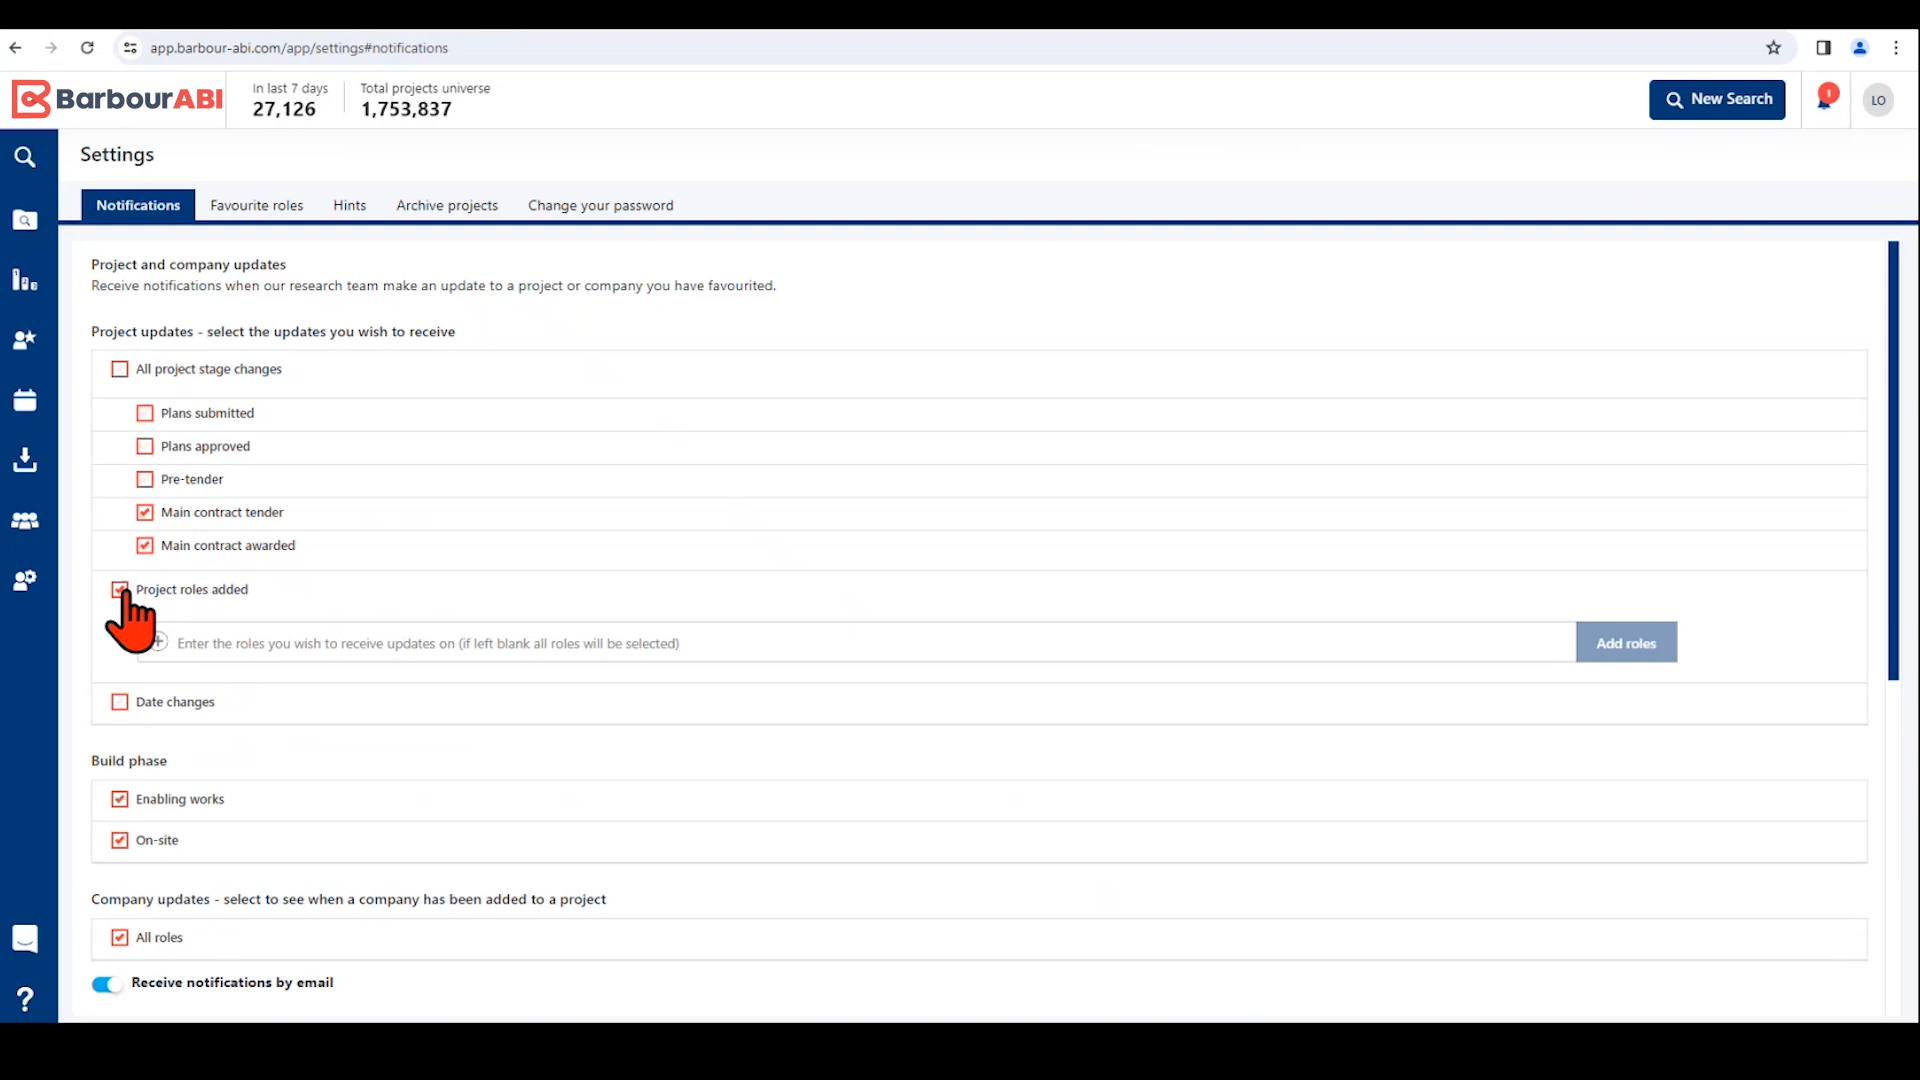 app.barbour-abi.com/app/settings#notifications
BarbourABI
In last 7 days
27,126
Total projects universe
1,753,837
New Search
1
LO
Settings
Notifications
Favourite roles
Hints
Archive projects
Change your password
Project and company updates
Receive notifications when our research team make an update to a project or company you have favourited.
Project updates - select the updates you wish to receive
All project stage changes
Plans submitted
Plans approved
Pre-tender
Main contract tender
Main contract awarded
Project roles added
Enter the roles you wish to receive updates on (if left blank all roles will be selected)
Add roles
Date changes
Build phase
Enabling works
On-site
Company updates - select to see when a company has been added to a project
All roles
Receive notifications by email
?